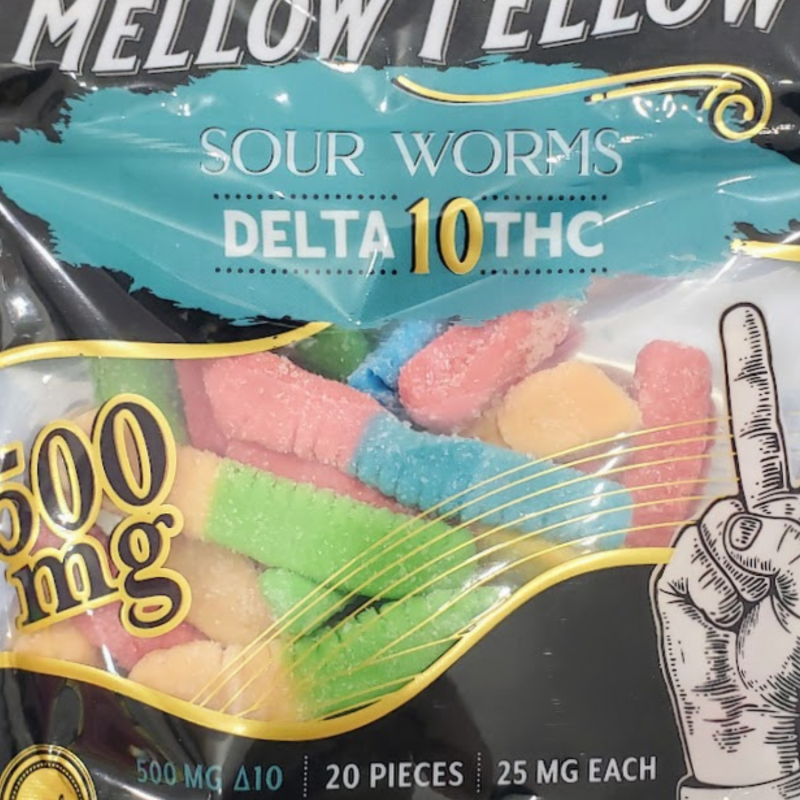 MELLOW FELLOW
SOUR WORMS
DELTA 10 THC
500
mg
500 MG Δ10 | 20 PIECES | 25 MG EACH